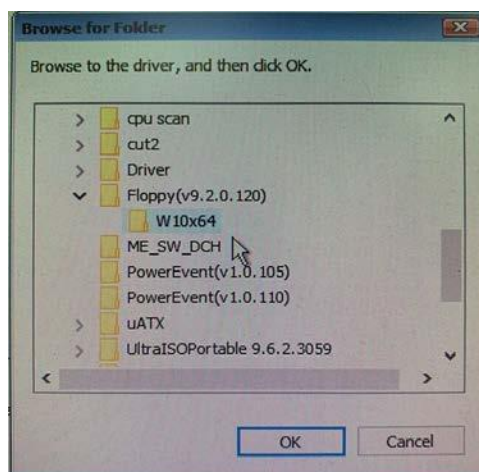 Browse for Folder
Browse to the driver, and then click OK.
cpu scan
cut2
Driver
Floppy(v9.2.0.120)
W10x64
ME_SW_DCH
PowerEvent(v1.0.105)
PowerEvent(v1.0.110)
uATX
UltraISOPortable 9.6.2.3059
OK
Cancel